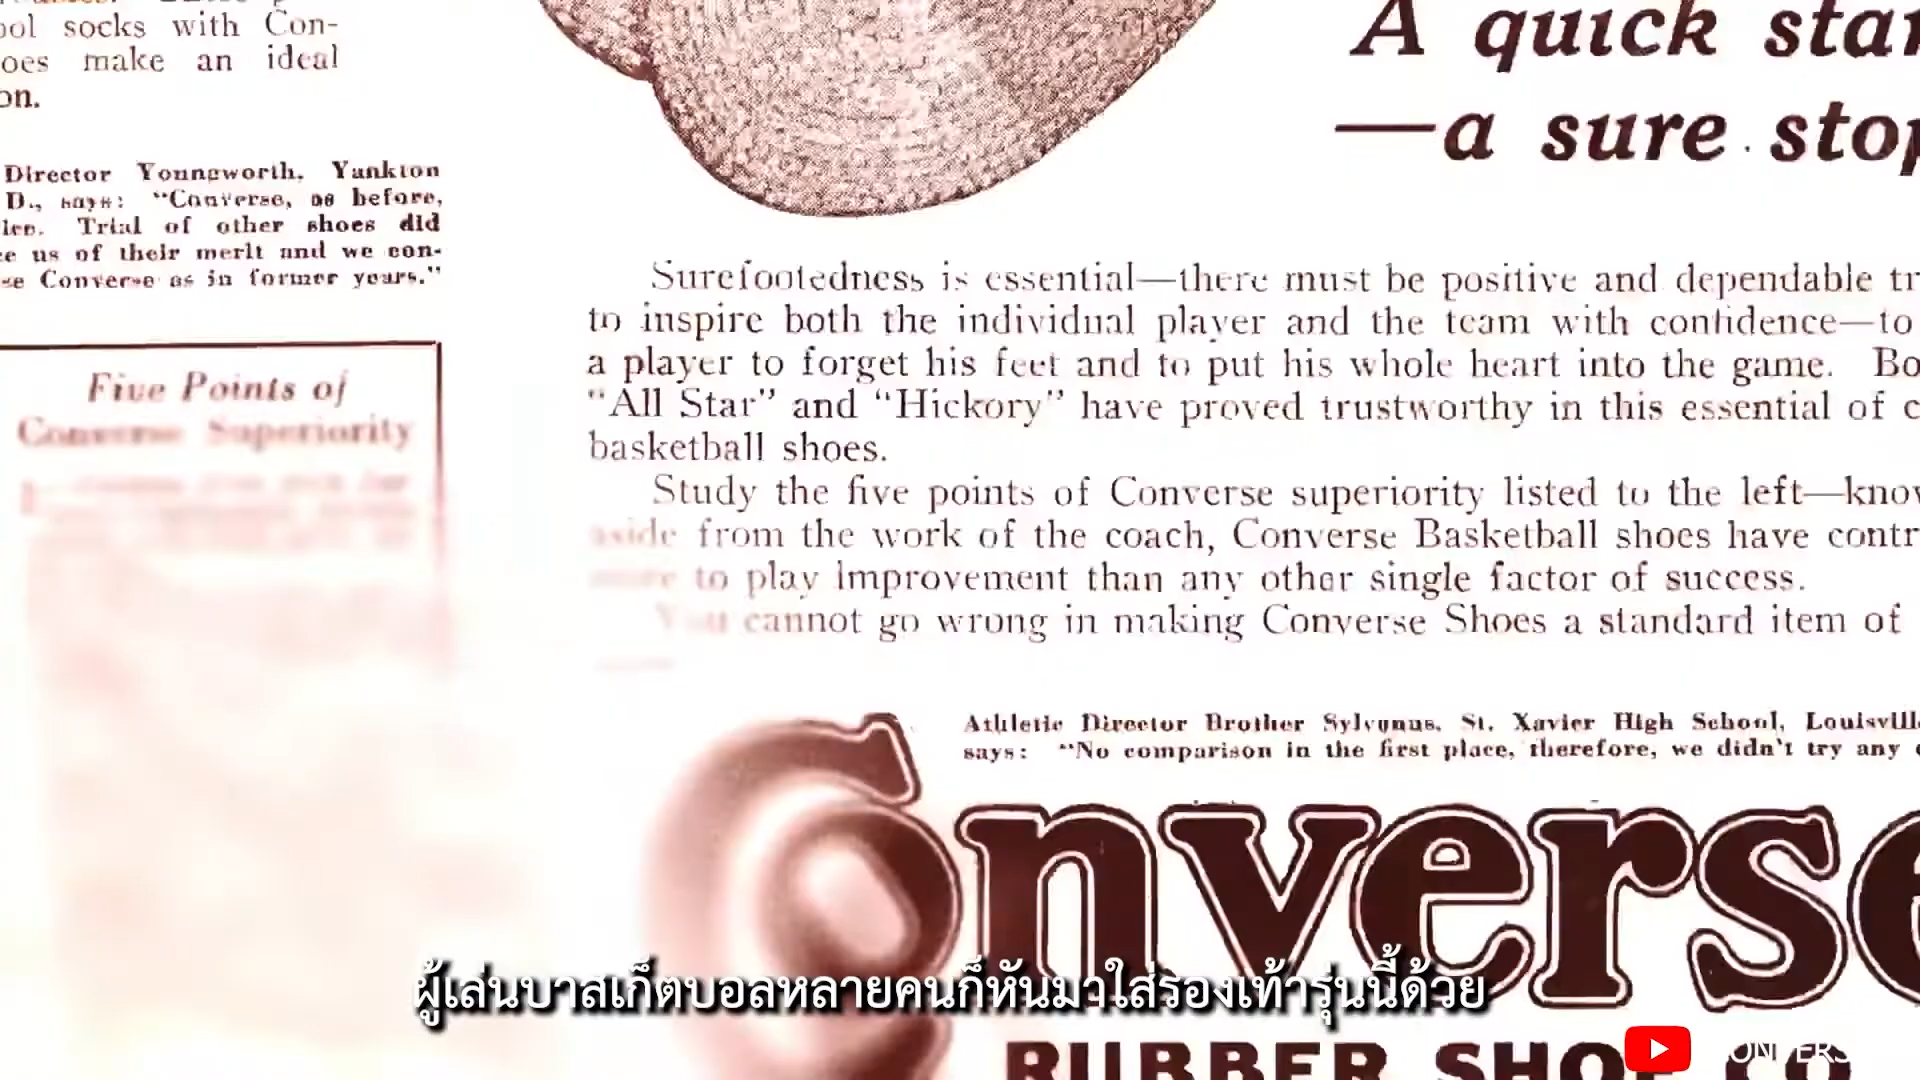 ool socks with Con-
oes make an ideal
on.
A quick star
—a sure stop
Director Youngworth, Yankton
D., says: "Converse, as before,
Trial of other shoes did
e us of their merit and we con-
se Converse as in former years."
Surefootedness is essential—there must be positive and dependable tr
to inspire both the individual player and the team with confidence—to
a player to forget his feet and to put his whole heart into the game. Bo
"All Star" and "Hickory" have proved trustworthy in this essential of c
basketball shoes.
Five Points of
Converse Superiority
Study the five points of Converse superiority listed to the left—know
aside from the work of the coach, Converse Basketball shoes have contr
more to play improvement than any other single factor of success.
You cannot go wrong in making Converse Shoes a standard item of
Athletic Director Brother Sylvanus, St. Xavier High School, Louisville
says: "No comparison in the first place, therefore, we didn't try any
Converse
RUBBER SHOE CO
ผู้เล่นบาสเก็ตบอลหลายคนก็หันมาใส่รองเท้ารุ่นนี้ด้วย